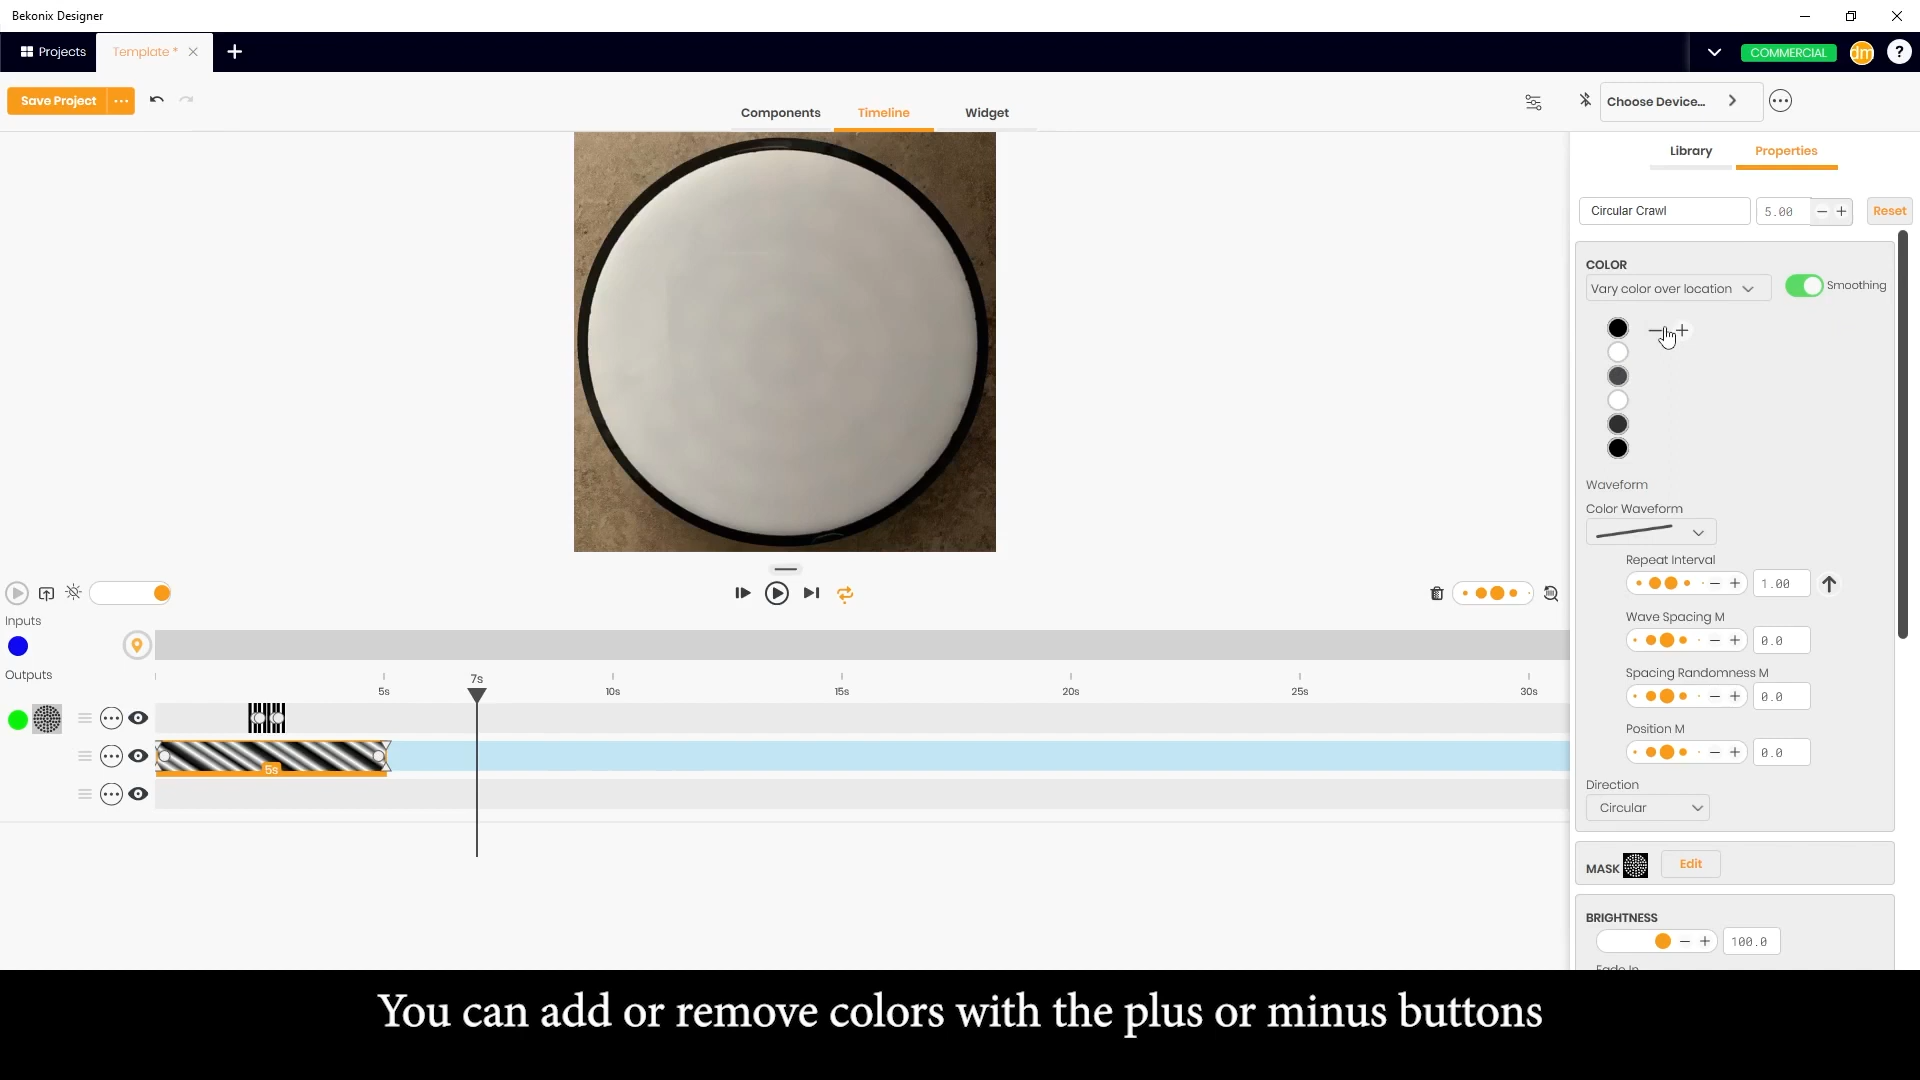 Bekonix Designer
Projects
Template *
COMMERCIAL
dm
?
Save Project
Components
Timeline
Widget
Choose Device...
Library
Properties
Circular Crawl
5.00
Reset
COLOR
Vary color over location
Smoothing
Waveform
Color Waveform
Repeat Interval
1.00
Wave Spacing M
0.0
Spacing Randomness M
0.0
Position M
0.0
Direction
Circular
MASK
Edit
BRIGHTNESS
100.0
Fade In
Inputs
Outputs
7s
5s
10s
15s
20s
25s
30s
5s
You can add or remove colors with the plus or minus buttons